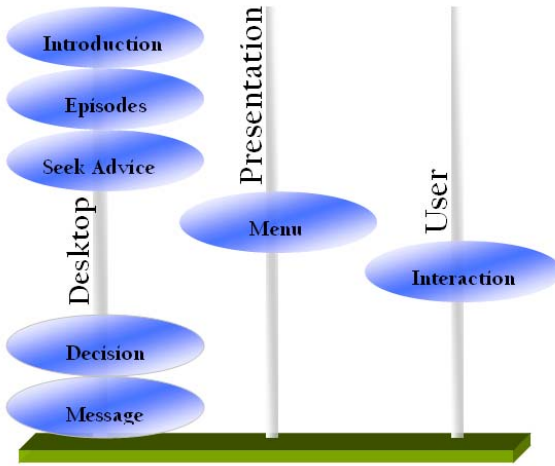 Introduction
Episodes
Seek Advice
Desktop
Decision
Message
Presentation
Menu
User
Interaction